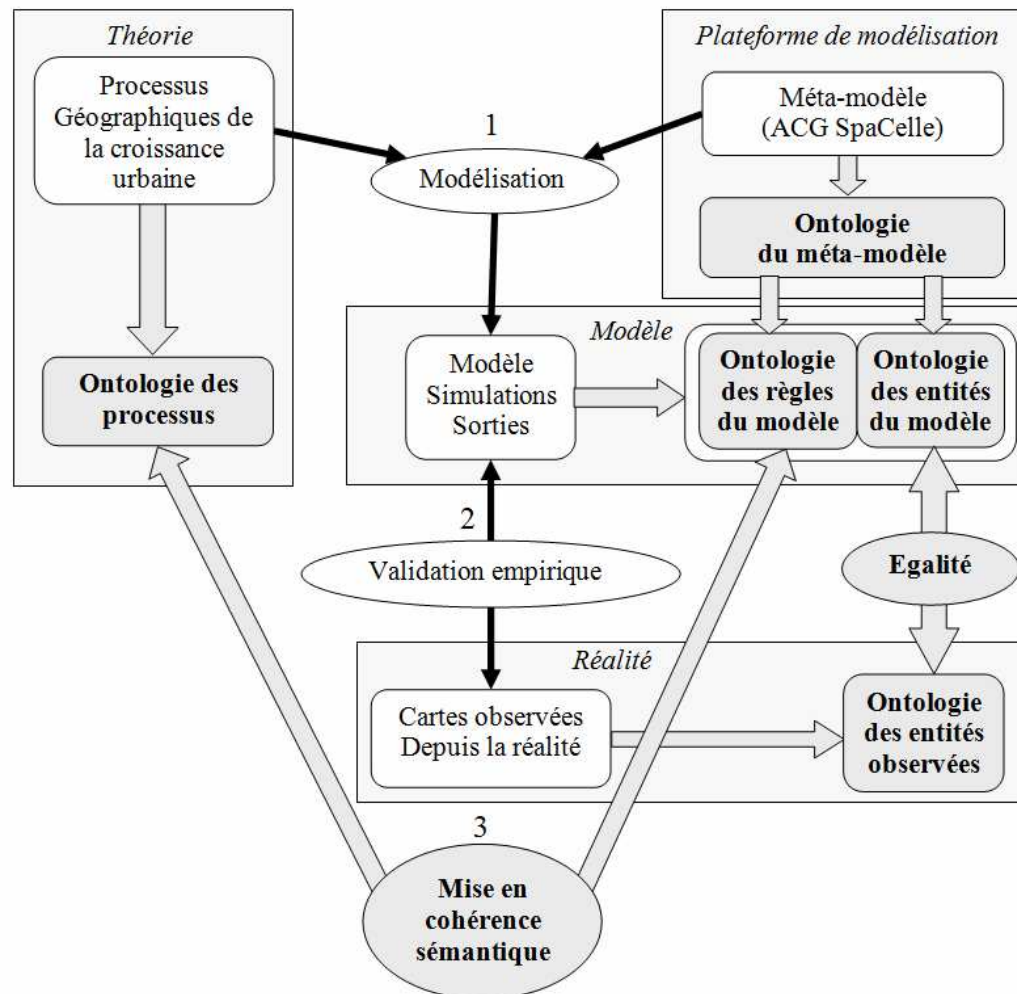 Théorie
Processus
Géographiques de
la croissance
urbaine
Ontologie des
processus
1
Modélisation
Plateforme de modélisation
Méta-modèle
(ACG SpaCelle)
Ontologie
du méta-modèle
Modèle
Modèle
Simulations
Sorties
Ontologie
des règles
du modèle
Ontologie
des entités
du modèle
2
Validation empirique
Egalité
Réalité
Cartes observées
Depuis la réalité
Ontologie
des entités
observées
3
Mise en
cohérence
sémantique